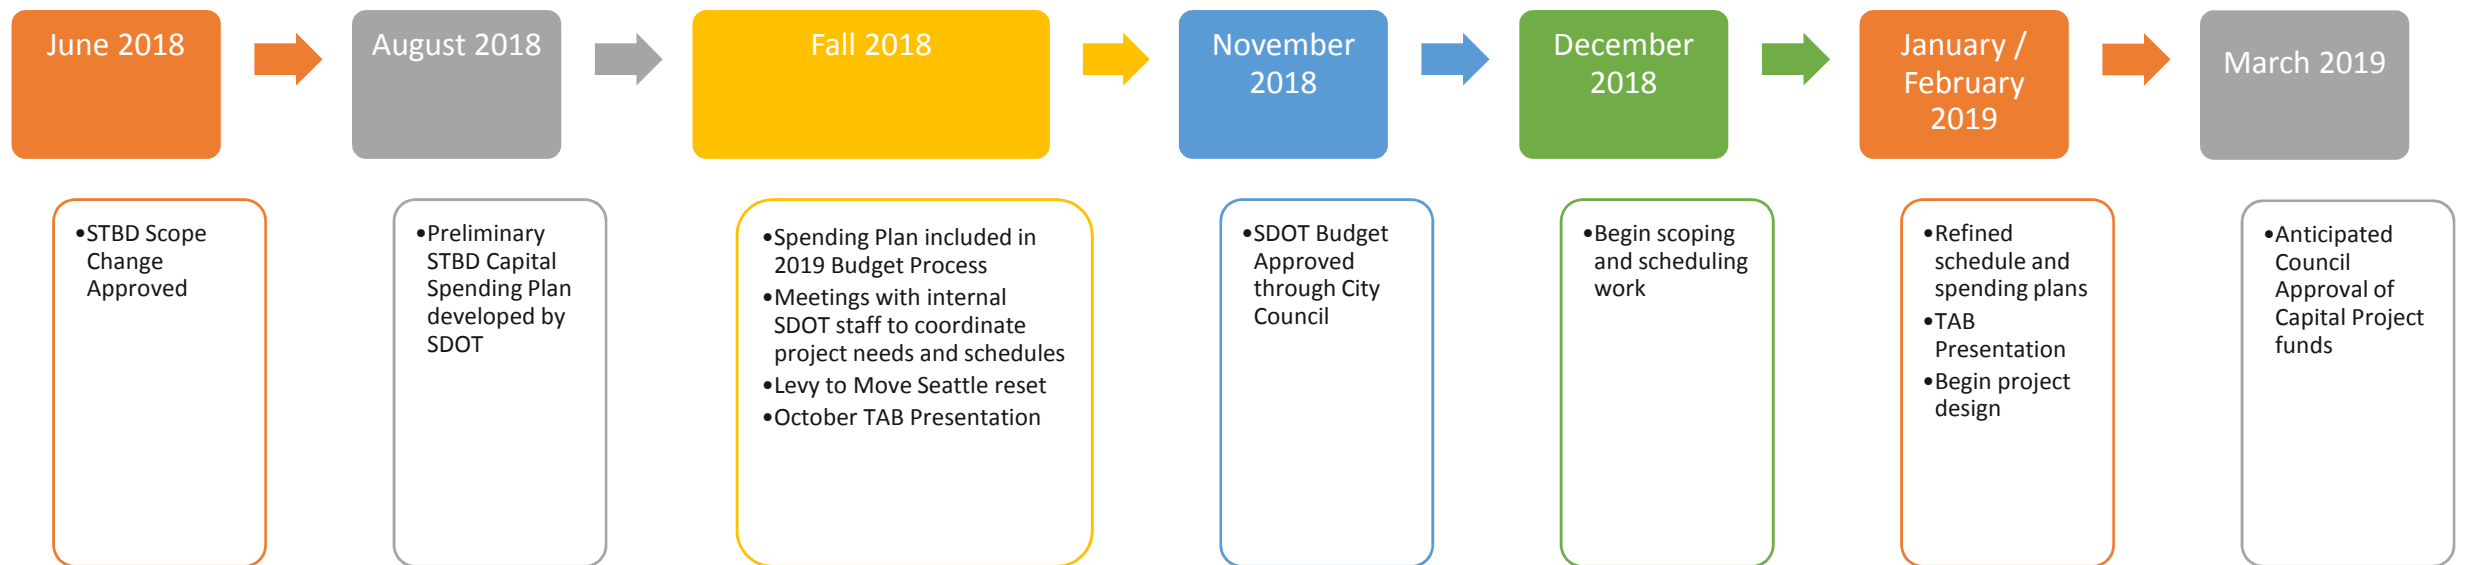 June 2018
August 2018
Fall 2018
November
2018
December
2018
January /
February
2019
March 2019
•STBD Scope
Change
Approved
•Preliminary
STBD Capital
Spending Plan
developed by
SDOT
•Spending Plan included in
2019 Budget Process
•Meetings with internal
SDOT staff to coordinate
project needs and schedules
•Levy to Move Seattle reset
•October TAB Presentation
•SDOT Budget
Approved
through City
Council
•Begin scoping
and scheduling
work
•Refined
schedule and
spending plans
•TAB
Presentation
•Begin project
design
•Anticipated
Council
Approval of
Capital Project
funds